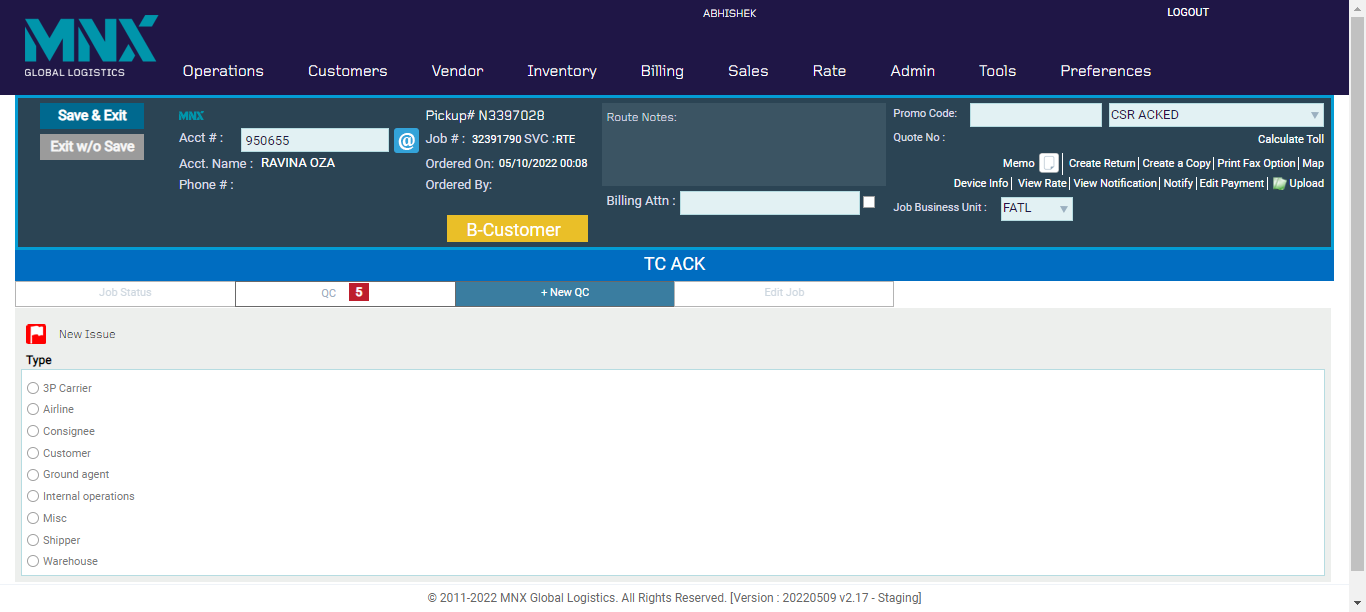 ABHISHEK
LOGOUT
MNX
GLOBAL LOGISTICS
Operations Customers Vendor Inventory Billing Sales Rate Admin Tools Preferences
Save & Exit
Exit w/o Save
MNX
Acct # : 950655 @
Acct. Name : RAVINA OZA
Phone # :
Pickup# N3397028
Job # : 32391790 SVC :RTE
Ordered On: 05/10/2022 00:08
Ordered By:
B-Customer
Route Notes:
Billing Attn :
Promo Code: CSR ACKED
Quote No : Calculate Toll
Memo | Create Return| Create a Copy| Print Fax Option| Map
Device Info| View Rate| View Notification| Notify| Edit Payment| Upload
Job Business Unit : FATL
TC ACK
Job Status QC 5 + New QC Edit Job
New Issue
Type
3P Carrier
Airline
Consignee
Customer
Ground agent
Internal operations
Misc
Shipper
Warehouse
© 2011-2022 MNX Global Logistics. All Rights Reserved. [Version : 20220509 v2.17 - Staging]